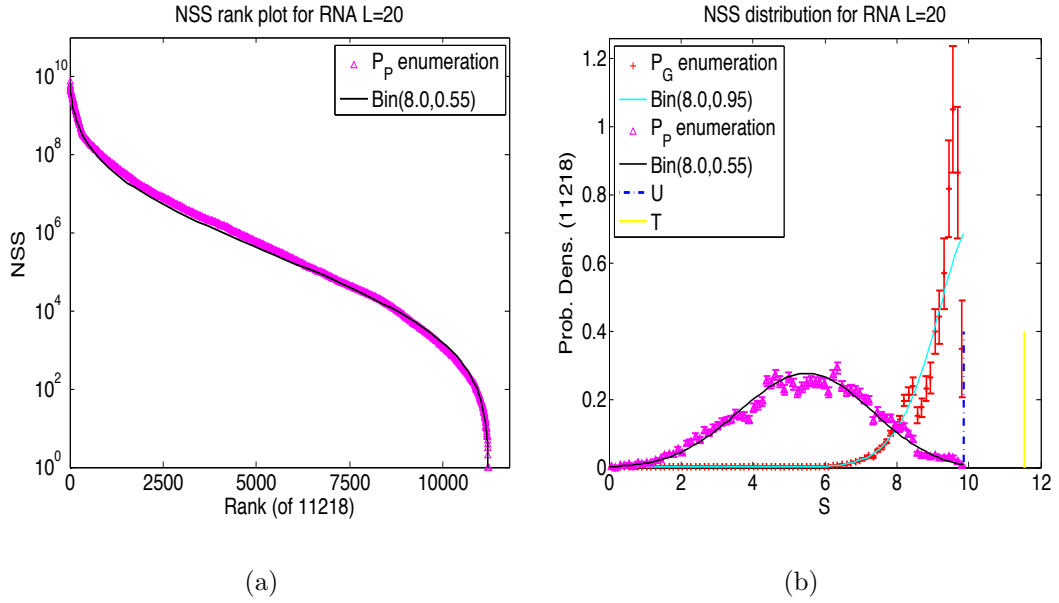 NSS rank plot for RNA L=20
NSS
10^10
10^8
10^6
10^4
10^2
10^0
P_P enumeration
Bin(8.0,0.55)
0 2500 5000 7500 10000
Rank (of 11218)
(a)
NSS distribution for RNA L=20
Prob. Dens. (11218)
1.2
1
0.8
0.6
0.4
0.2
0
P_G enumeration
Bin(8.0,0.95)
P_P enumeration
Bin(8.0,0.55)
U
T
0 2 4 6 8 10 12
S
(b)